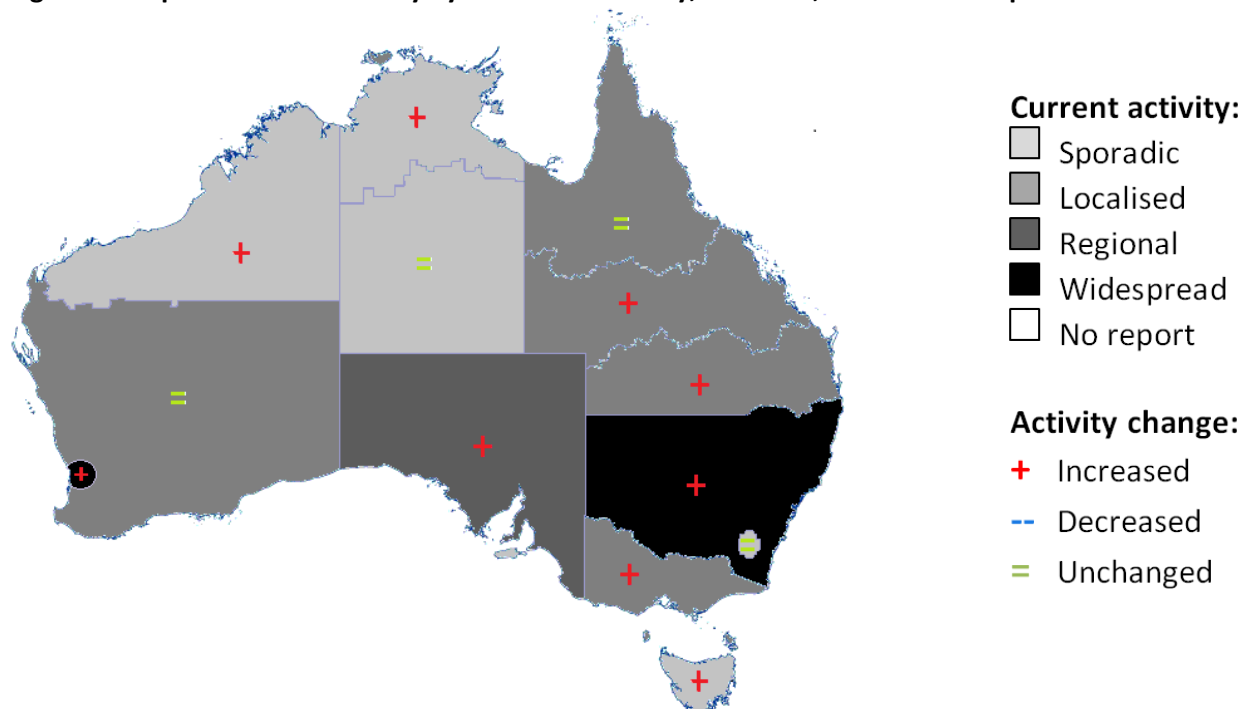 Current activity:
Sporadic
Localised
Regional
Widespread
No report
Activity change:
+ Increased
-- Decreased
= Unchanged